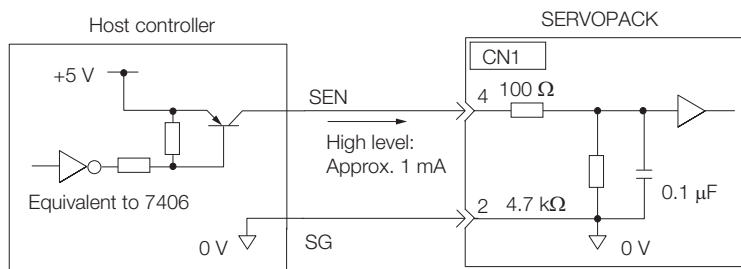 Host controller
SERVOPACK
+5 V
CN1
SEN
4
100 Ω
High level:
Approx. 1 mA
Equivalent to 7406
2
4.7 kΩ
0.1 μF
0 V
SG
0 V